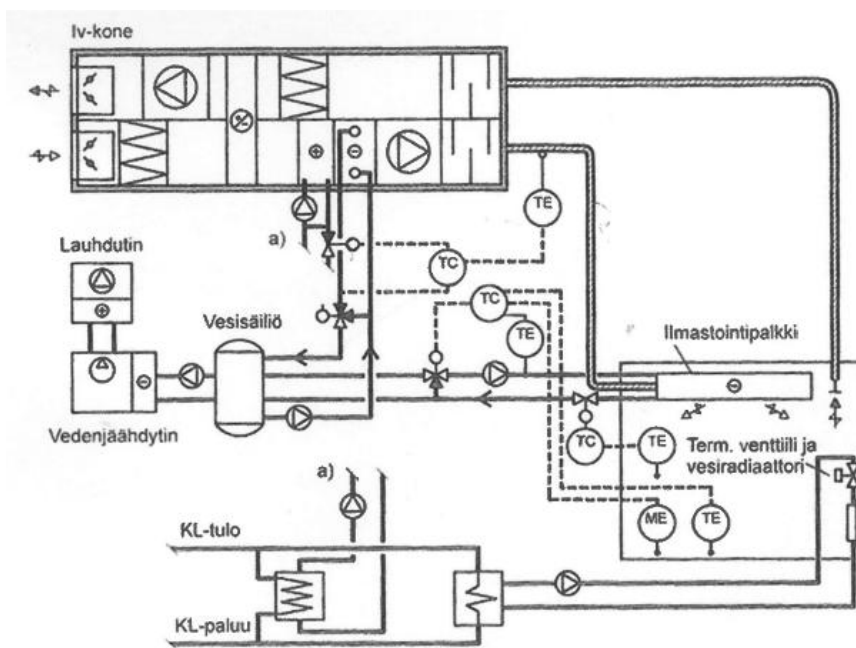 Iv-kone
TE
a)
TC
Lauhdutin
TC
Vesisäiliö
TE
Ilmastointipalkki
Vedenjäähdytin
TC
TE
Term. venttiili ja
vesiradiaattori
a)
ME
TE
KL-tulo
KL-paluu